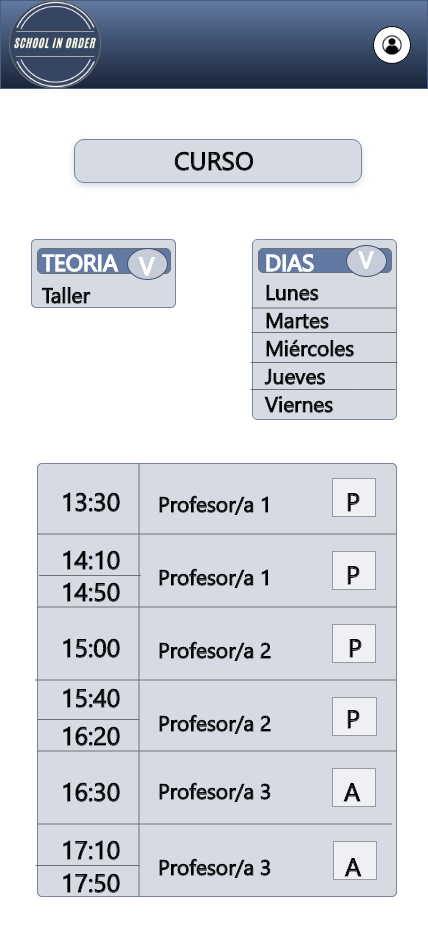 SCHOOL IN ORDER
CURSO
TEORIA V
Taller
DIAS V
Lunes
Martes
Miércoles
Jueves
Viernes
13:30 Profesor/a 1 P
14:10
14:50 Profesor/a 1 P
15:00 Profesor/a 2 P
15:40
16:20 Profesor/a 2 P
16:30 Profesor/a 3 A
17:10
17:50 Profesor/a 3 A